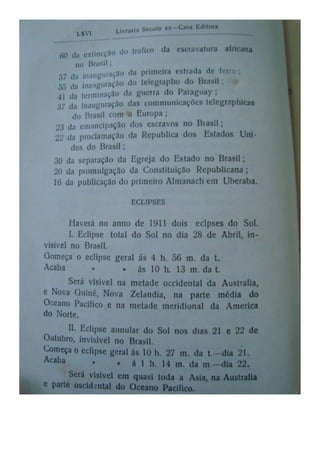 LXVI Livraria Seculo XX—Casa Editora
60 da extincção do trafico da escravatura africana
no Brasil;
57 da inauguração da primeira estrada de ferro;
55 da inauguração do telegrapho do Brasil;
41 da terminação da guerra do Paraguay;
37 da inauguração das communicações telegraphicas
do Brasil com a Europa;
23 da emancipação dos escravos no Brasil;
22 da proclamação da Republica dos Estados Uni-
dos do Brasil;
30 da separação da Egreja do Estado no Brasil;
20 da promulgação da Constituição Republicana;
16 da publicação do primeiro Almanach em Uberaba.
ECLIPSES
Haverá no anno de 1911 dois eclpses do Sol.
I. Eclipse total do Sol no dia 28 de Abril, in-
visivel no Brasil.
Gomeça o eclipse geral ás 4 h. 56 m. da t.
Acaba » » ás 10 h. 13 m. da t.
Será visivel na metade occidental da Australia,
e Nova Guiné, Nova Zelandia, na parte média do
Oceano Pacifico e na metade meridional da America
do Norte.
II. Eclipse annular do Sol nos dias 21 e 22 de
Outubro, invisivel no Brasil.
Começa o eclipse geral ás 10 h. 27 m. da t.—dia 21.
Acaba » » á 1 h. 14 m. da m.—dia 22.
Será visivel em quasi toda a Asia, na Australia
e parte occidental do Oceano Pacifico.